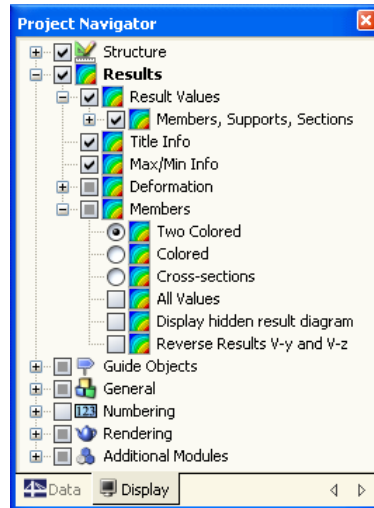 Project Navigator
Structure
Results
Result Values
Members, Supports, Sections
Title Info
Max/Min Info
Deformation
Members
Two Colored
Colored
Cross-sections
All Values
Display hidden result diagram
Reverse Results V-y and V-z
Guide Objects
General
123 Numbering
Rendering
Additional Modules
Data Display